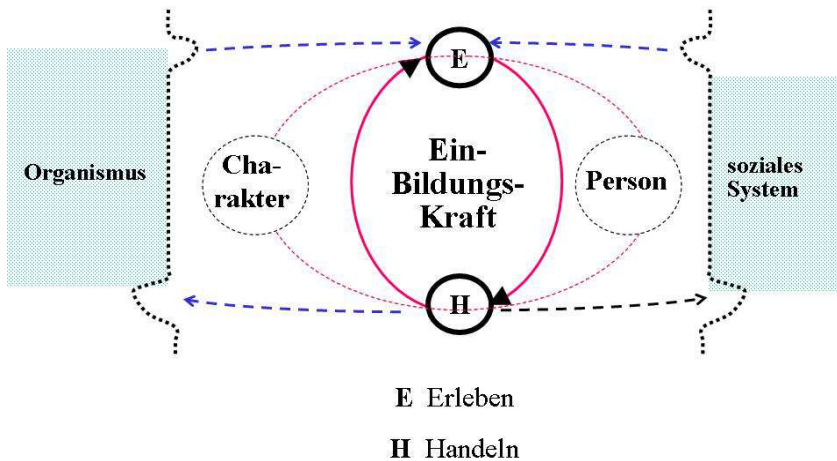 E
Organismus
Cha-
rakter
Ein-
Bildungs-
Kraft
Person
soziales
System
H
E Erleben
H Handeln